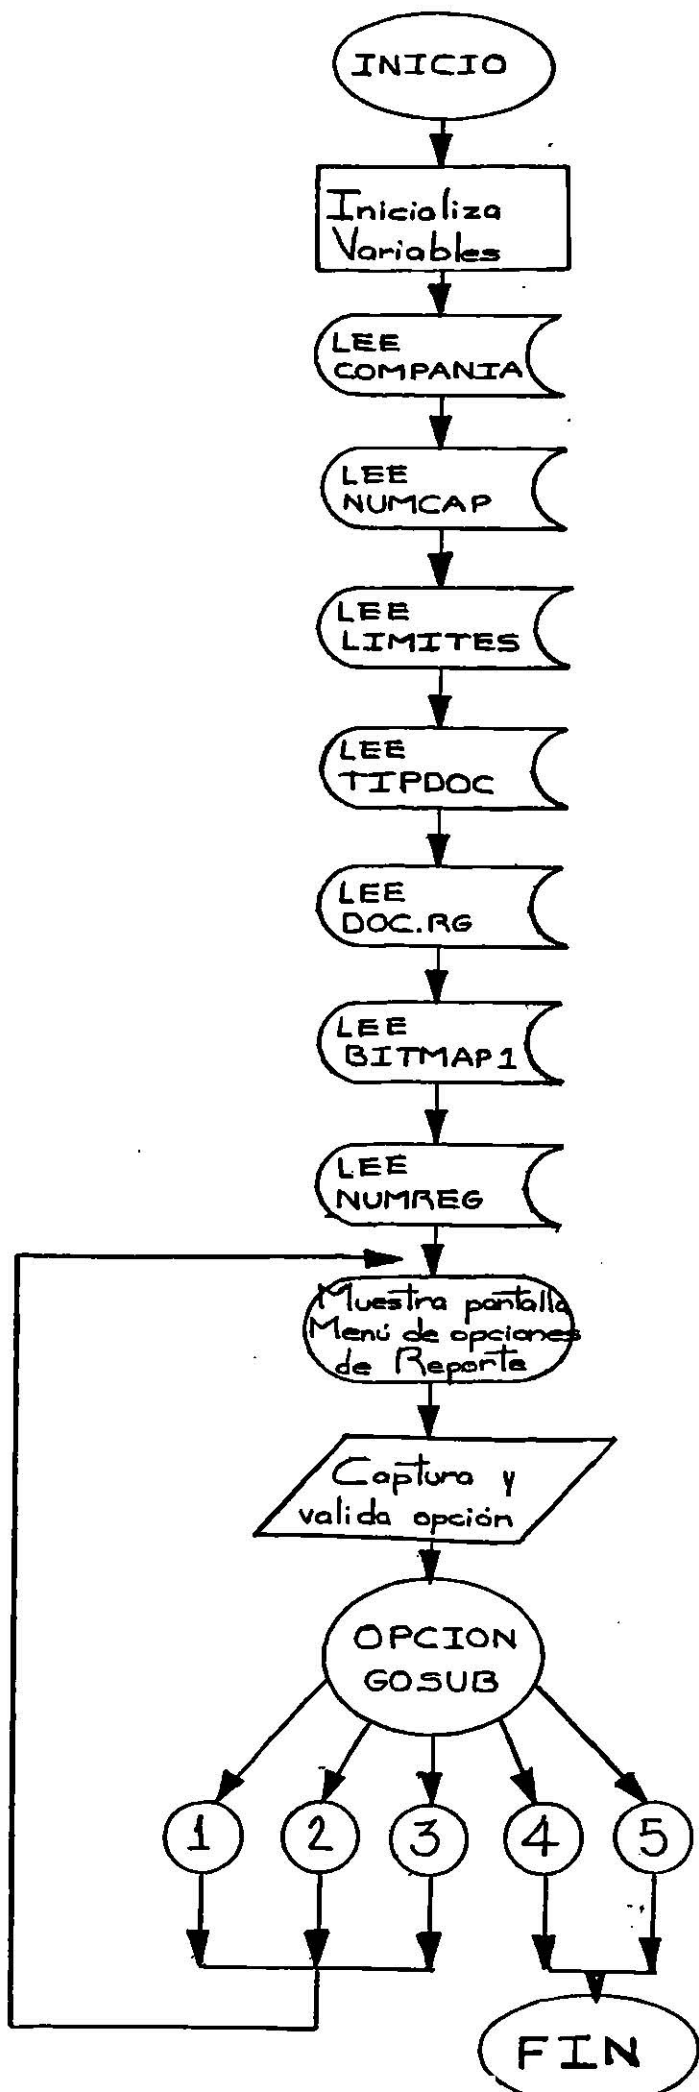 INICIO
Inicializa
Variables
LEE
COMPANIA
LEE
NUMCAP
LEE
LIMITES
LEE
TIPDOC
LEE
DOC.RG
LEE
BITMAP1
LEE
NUMREG
Muestra pantalla
Menú de opciones
de Reporte
Captura y
valida opción
OPCION
GOSUB
1 2 3 4 5
FIN